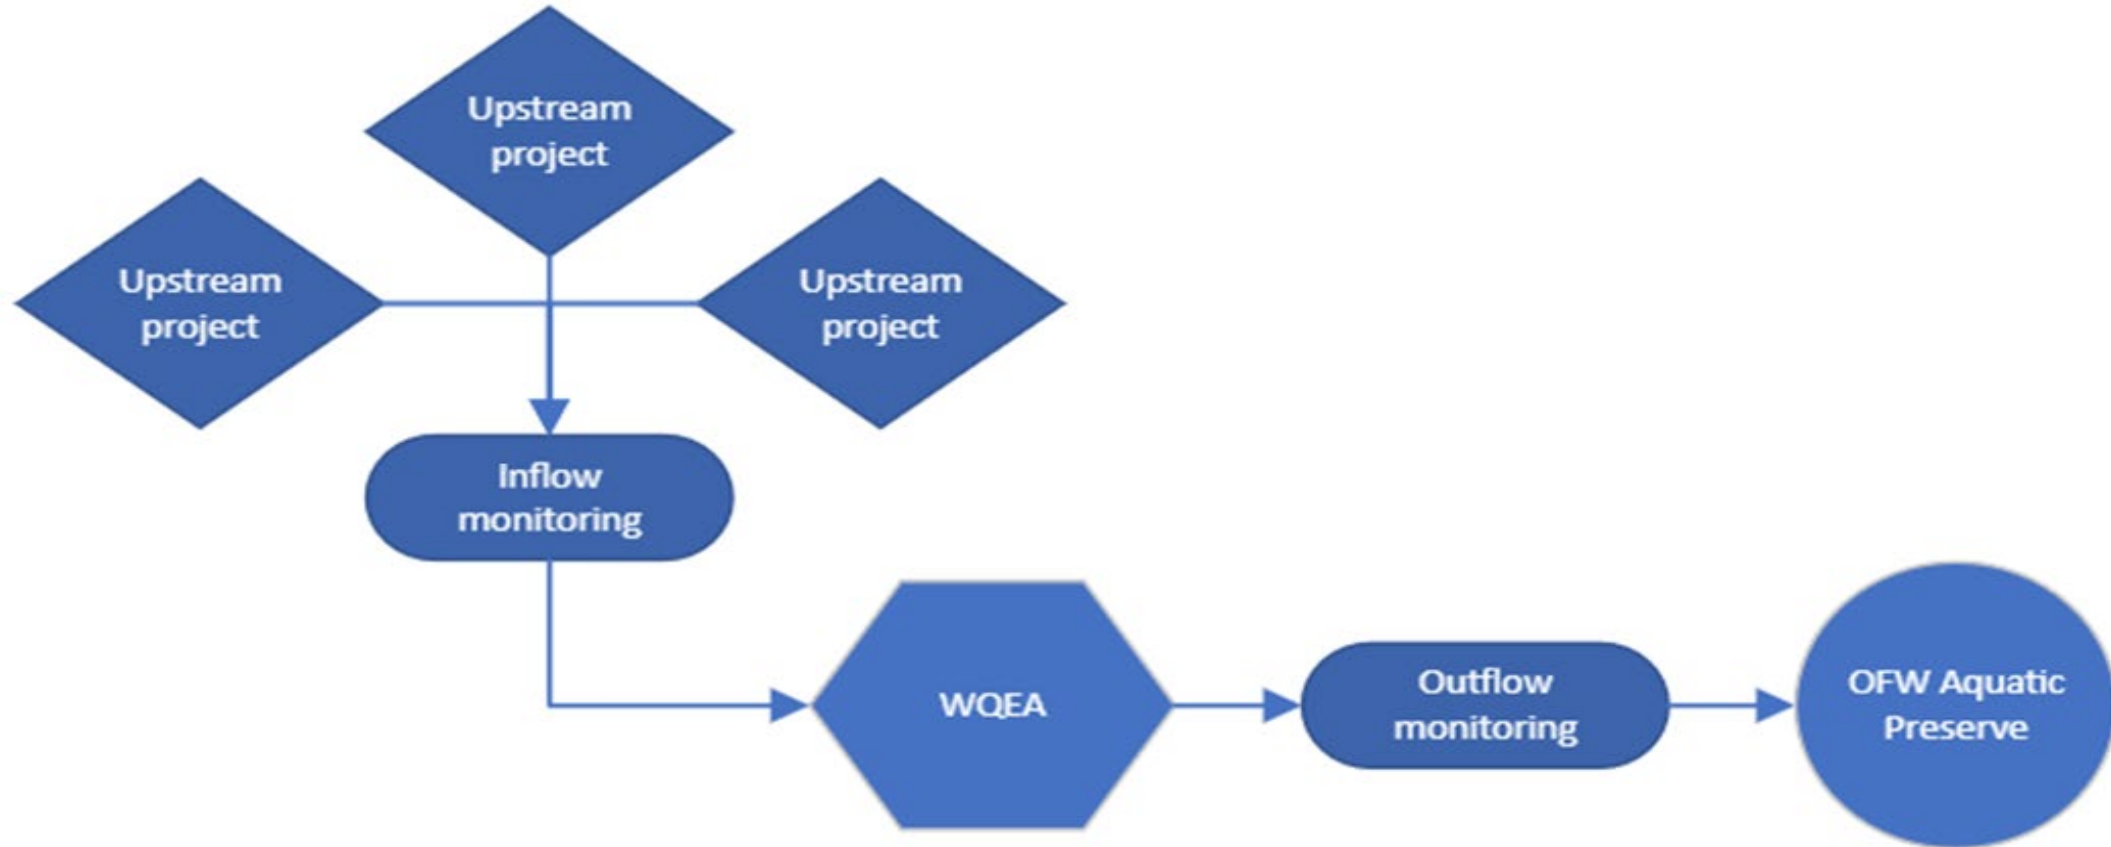 Upstream
project
Upstream
project
Upstream
project
Inflow
monitoring
WQEA
Outflow
monitoring
OFW Aquatic
Preserve